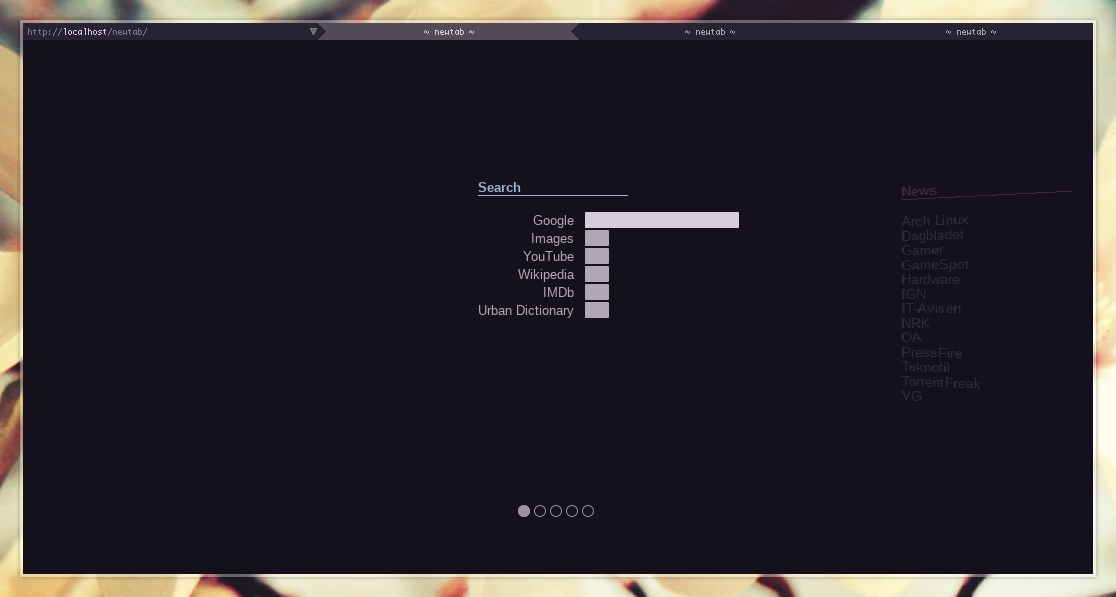 http://localhost/newtab/
~ newtab ~
~ newtab ~
~ newtab ~
Search
Google
Images
YouTube
Wikipedia
IMDb
Urban Dictionary
News
Arch Linux
Dagbladet
Gamer
GameSpot
Hardware
IGN
IT-Avisen
NRK
OA
PressFire
Teknofil
TorrentFreak
VG